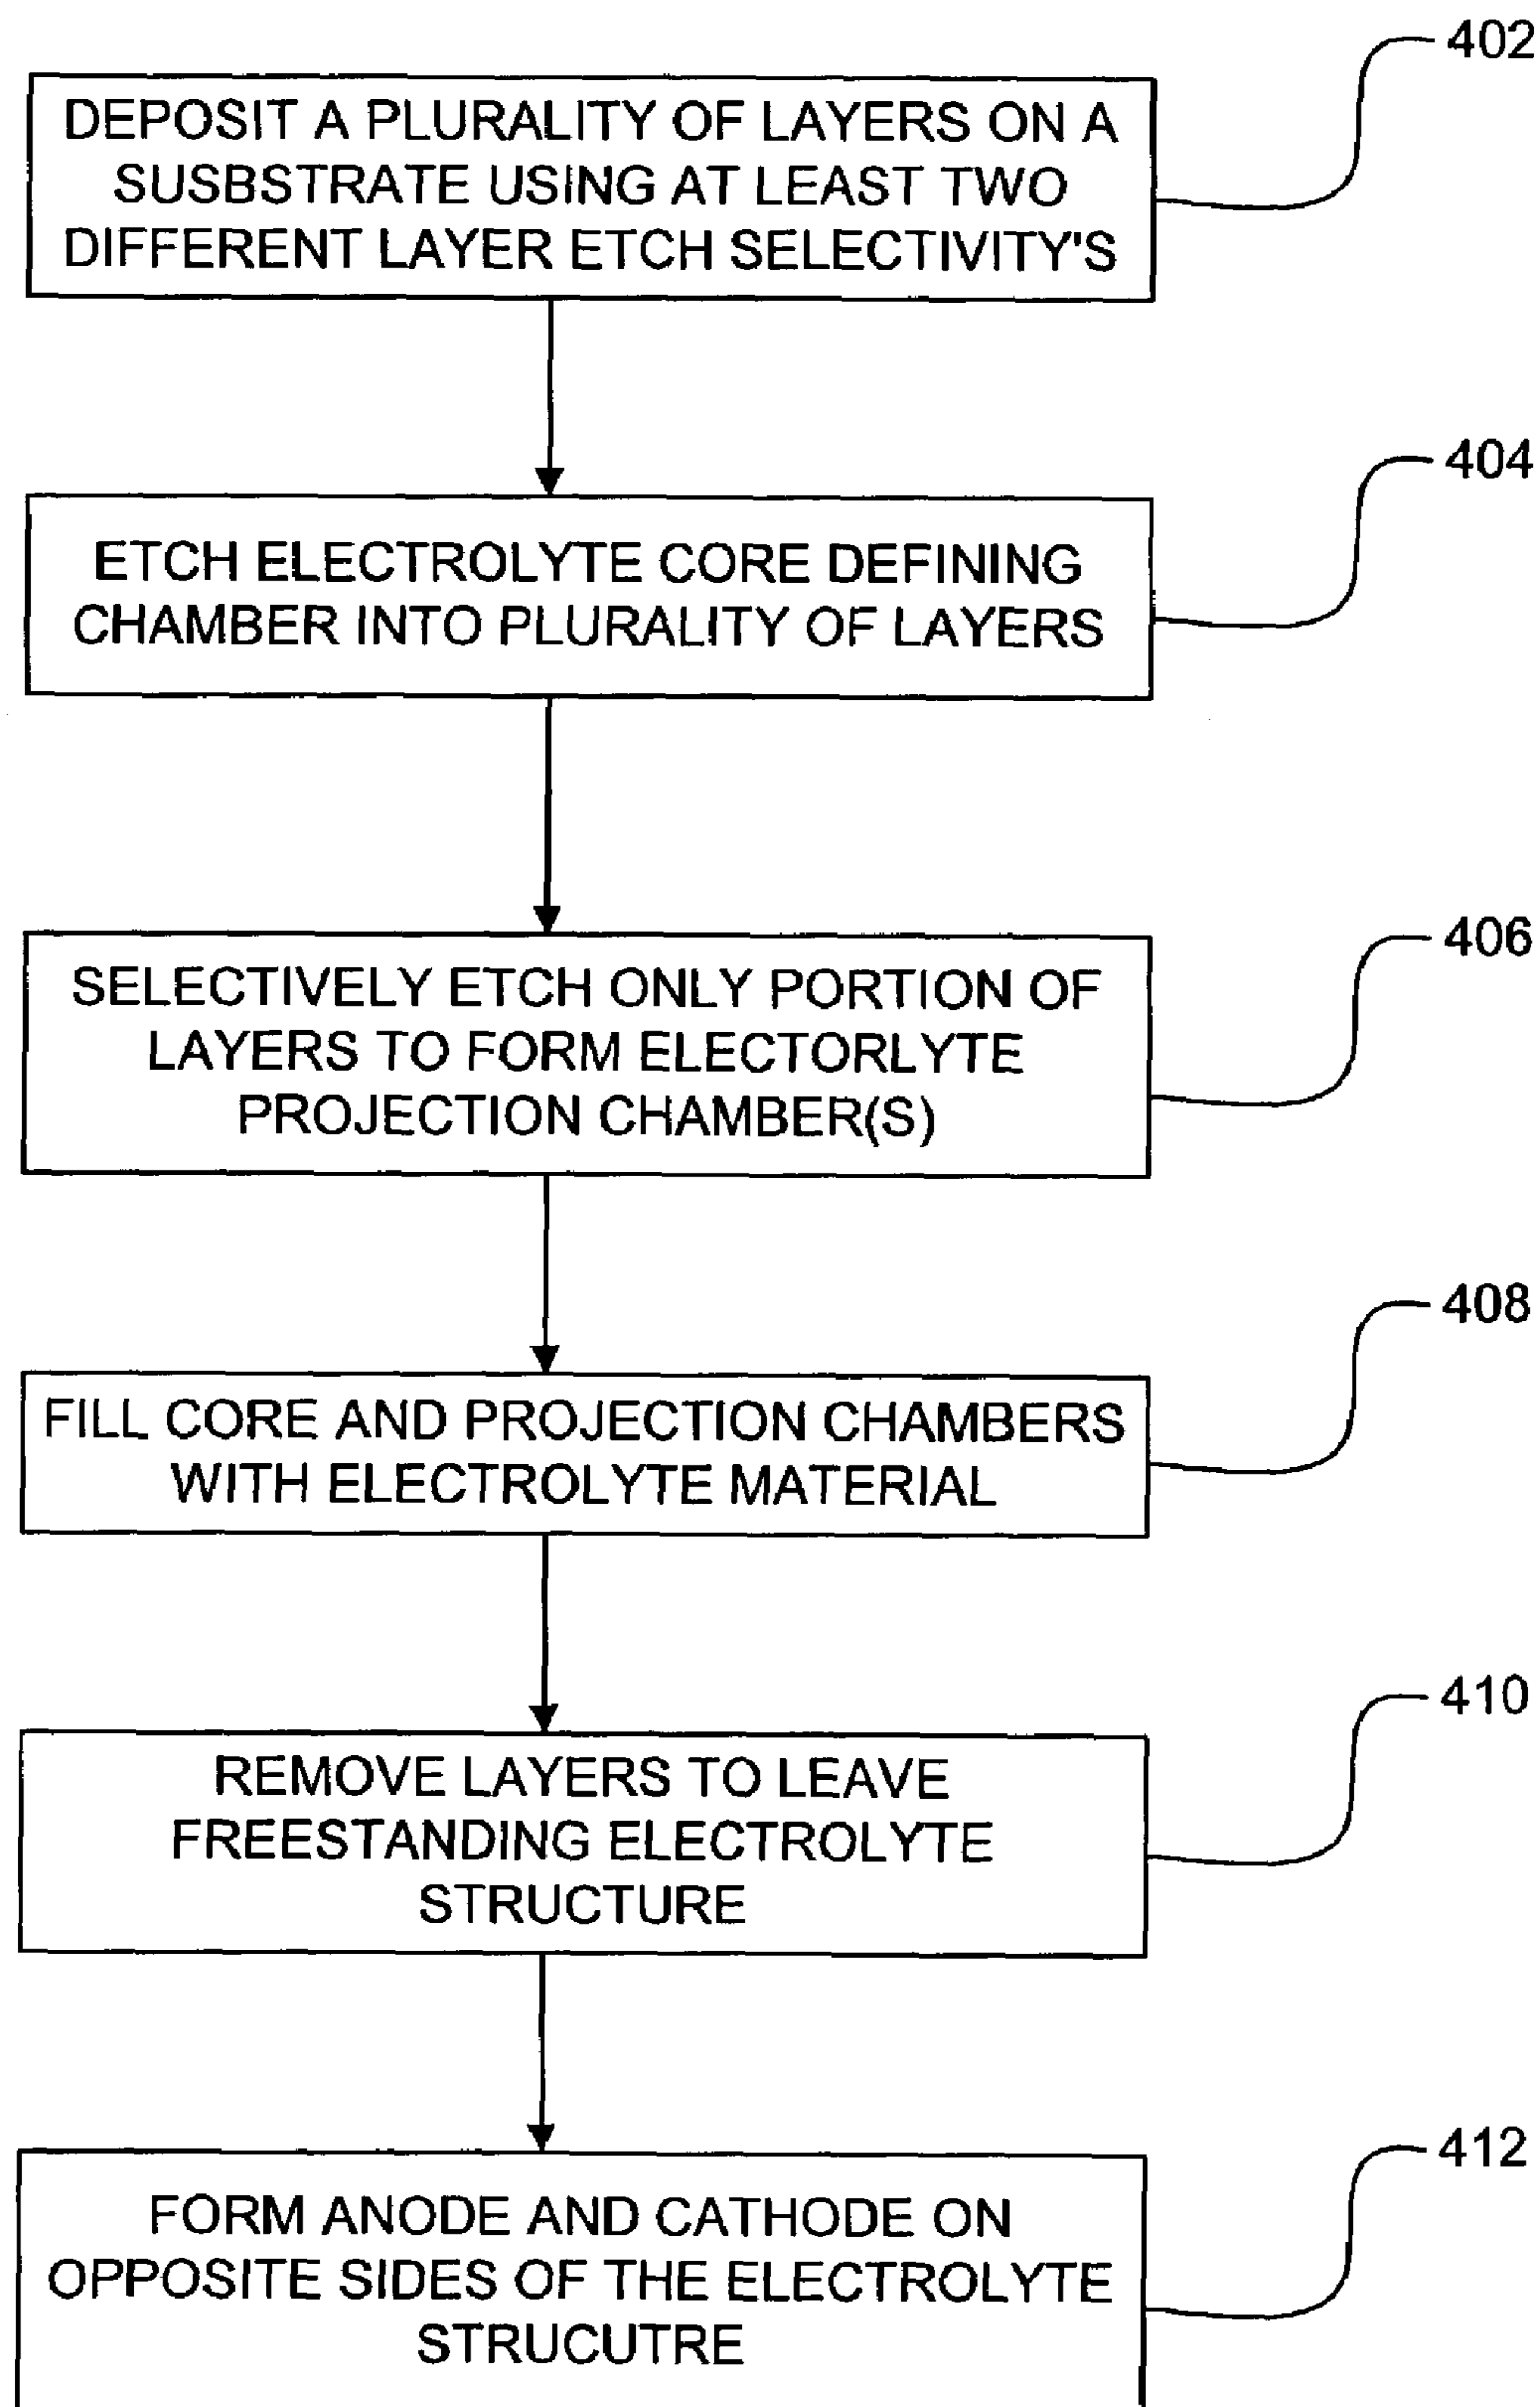 402
DEPOSIT A PLURALITY OF LAYERS ON A
SUSBSTRATE USING AT LEAST TWO
DIFFERENT LAYER ETCH SELECTIVITY'S
404
ETCH ELECTROLYTE CORE DEFINING
CHAMBER INTO PLURALITY OF LAYERS
406
SELECTIVELY ETCH ONLY PORTION OF
LAYERS TO FORM ELECTORLYTE
PROJECTION CHAMBER(S)
408
FILL CORE AND PROJECTION CHAMBERS
WITH ELECTROLYTE MATERIAL
410
REMOVE LAYERS TO LEAVE
FREESTANDING ELECTROLYTE
STRUCTURE
412
FORM ANODE AND CATHODE ON
OPPOSITE SIDES OF THE ELECTROLYTE
STRUCUTRE